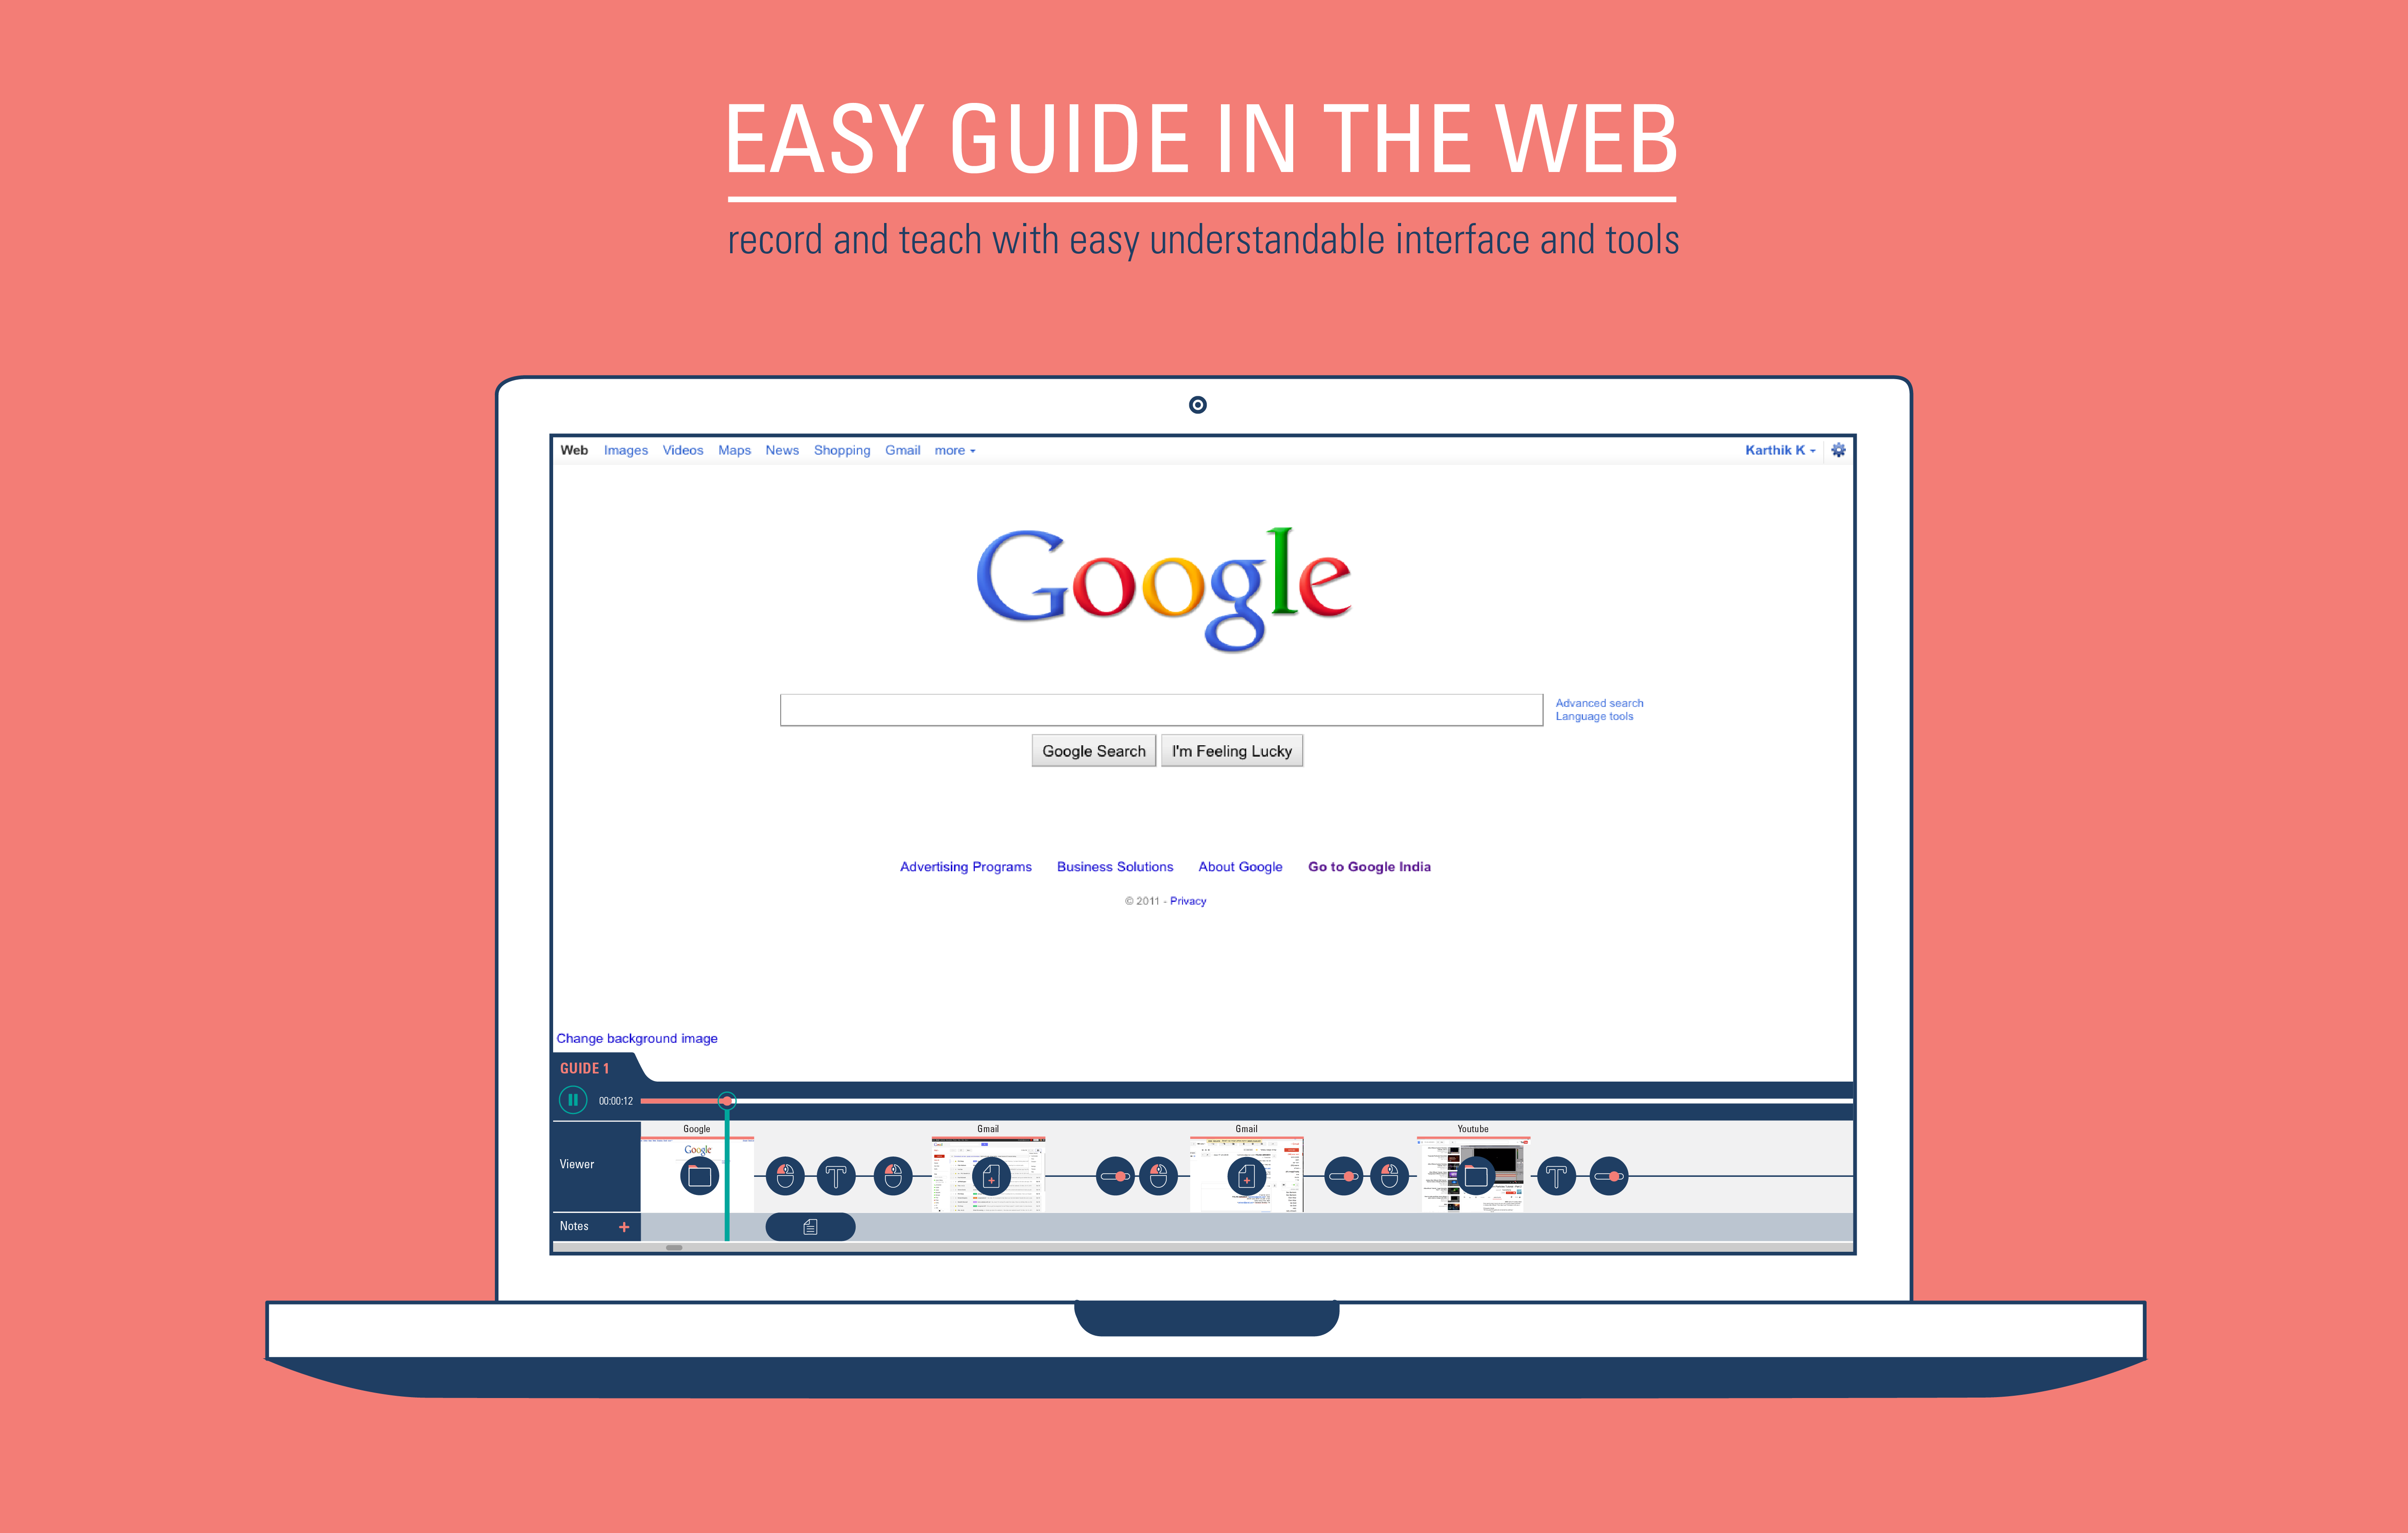 EASY GUIDE IN THE WEB
record and teach with easy understandable interface and tools
Web Images Videos Maps News Shopping Gmail more Karthik K
Google
Advanced search
Language tools
Google Search I'm Feeling Lucky
Advertising Programs Business Solutions About Google Go to Google India
© 2011 - Privacy
Change background image
GUIDE 1
00:00:12
Google Gmail Gmail Youtube
Google
Viewer
Notes +